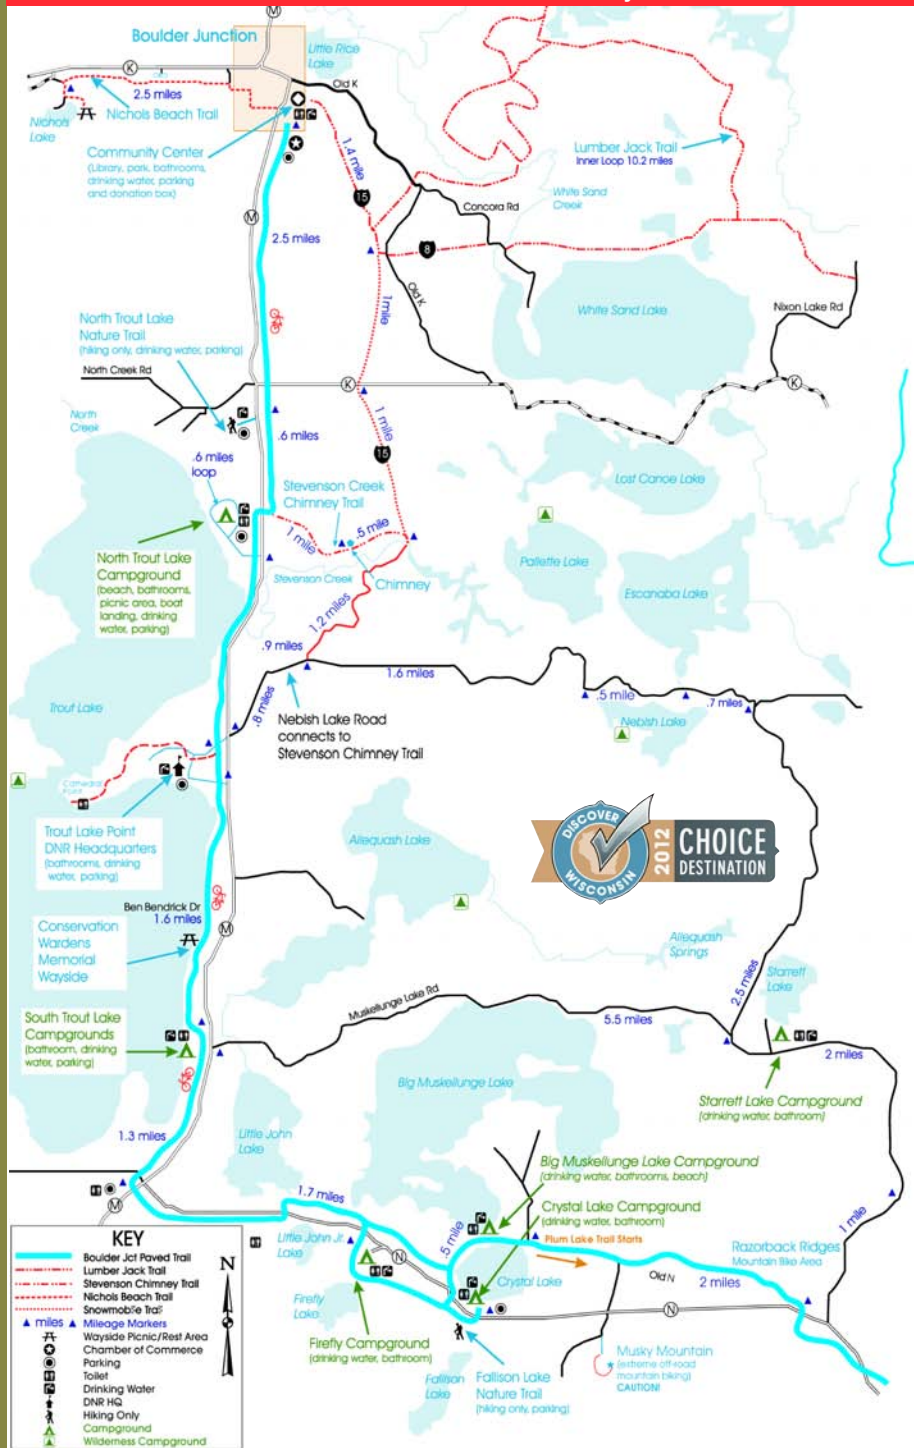 M
Boulder Junction
Little Rice
Lake
K
Old K
2.5 miles
Nichols Beach Trail
Nichols
Lake
Community Center
(Library, park, bathrooms,
drinking water, parking
and donation box)
1.4 mile
15
Lumber Jack Trail
Inner Loop 10.2 miles
White Sand
Creek
Concora Rd
M
2.5 miles
8
Old K
1mile
White Sand Lake
Nixon Lake Rd
North Trout Lake
Nature Trail
(hiking only, drinking water, parking)
North Creek Rd
K
K
North
Creek
.6 miles
1 mile
15
.6 miles
loop
Stevenson Creek
Chimney Trail
Lost Canoe Lake
.5 mile
1 mile
North Trout Lake
Campground
(beach, bathrooms,
picnic area, boat
landing, drinking
water, parking)
Stevenson Creek
Chimney
Pallette Lake
Escanaba Lake
1.2 miles
.9 miles
1.6 miles
.5 mile
.7 miles
Trout Lake
.8 miles
Nebish Lake Road
connects to
Stevenson Chimney Trail
Nebish Lake
Cathedral
Point
Trout Lake Point
DNR Headquarters
(bathrooms, drinking
water, parking)
Allequash Lake
DISCOVER
WISCONSIN
2012
CHOICE
DESTINATION
Ben Bendrick Dr
1.6 miles
M
Conservation
Wardens
Memorial
Wayside
Allequash
Springs
Starrett
Lake
2.5 miles
Muskellunge Lake Rd
5.5 miles
South Trout Lake
Campgrounds
(bathroom, drinking
water, parking)
2 miles
Big Muskellunge Lake
Starrett Lake Campground
(drinking water, bathroom)
1.3 miles
Little John
Lake
Big Muskellunge Lake Campground
(drinking water, bathrooms, beach)
M
1.7 miles
Crystal Lake Campground
(drinking water, bathroom)
1 mile
Little John Jr.
Lake
N
.5 mile
Plum Lake Trail Starts
Razorback Ridges
Mountain Bike Area
Crystal Lake
Old N
2 miles
Firefly
Lake
N
Firefly Campground
(drinking water, bathroom)
Fallison
Lake
Fallison Lake
Nature Trail
(hiking only, parking)
Musky Mountain
(extreme off-road
mountain biking)
CAUTION!
KEY
N
Boulder Jct Paved Trail
Lumber Jack Trail
Stevenson Chimney Trail
Nichols Beach Trail
Snowmobile Trail
miles Mileage Markers
Wayside Picnic/Rest Area
Chamber of Commerce
Parking
Toilet
Drinking Water
DNR HQ
Hiking Only
Campground
Wilderness Campground